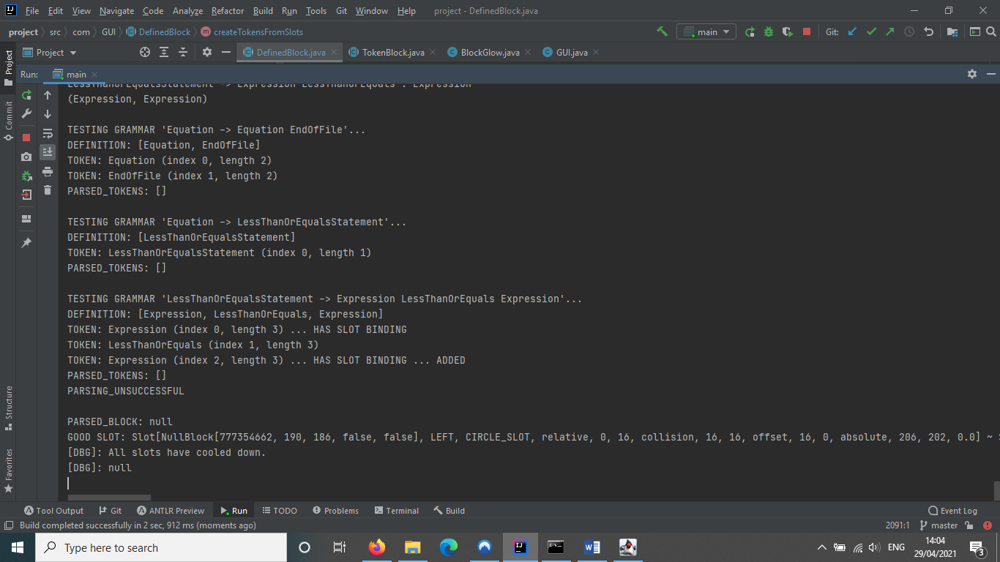 File Edit View Navigate Code Analyze Refactor Build Run Tools Git Window Help project - DefinedBlock.java
project src com GUI DefinedBlock createTokensFromSlots main Git:
Project DefinedBlock.java TokenBlock.java BlockGlow.java GUI.java
Run: main
Project
Commit
Structure
Favorites
(Expression, Expression)
TESTING GRAMMAR 'Equation -> Equation EndOfFile'...
DEFINITION: [Equation, EndOfFile]
TOKEN: Equation (index 0, length 2)
TOKEN: EndOfFile (index 1, length 2)
PARSED_TOKENS: []
TESTING GRAMMAR 'Equation -> LessThanOrEqualsStatement'...
DEFINITION: [LessThanOrEqualsStatement]
TOKEN: LessThanOrEqualsStatement (index 0, length 1)
PARSED_TOKENS: []
TESTING GRAMMAR 'LessThanOrEqualsStatement -> Expression LessThanOrEquals Expression'...
DEFINITION: [Expression, LessThanOrEquals, Expression]
TOKEN: Expression (index 0, length 3) ... HAS SLOT BINDING
TOKEN: LessThanOrEquals (index 1, length 3)
TOKEN: Expression (index 2, length 3) ... HAS SLOT BINDING ... ADDED
PARSED_TOKENS: []
PARSING_UNSUCCESSFUL
PARSED_BLOCK: null
GOOD SLOT: Slot[NullBlock[777354662, 190, 186, false, false], LEFT, CIRCLE_SLOT, relative, 0, 16, collision, 16, 16, offset, 16, 0, absolute, 206, 202, 0.0] ~
[DBG]: All slots have cooled down.
[DBG]: null
Tool Output Git ANTLR Preview Run TODO Problems Terminal Build Event Log
Build completed successfully in 2 sec, 912 ms (moments ago) 2091:1 master
Type here to search ENG 14:04
29/04/2021 3